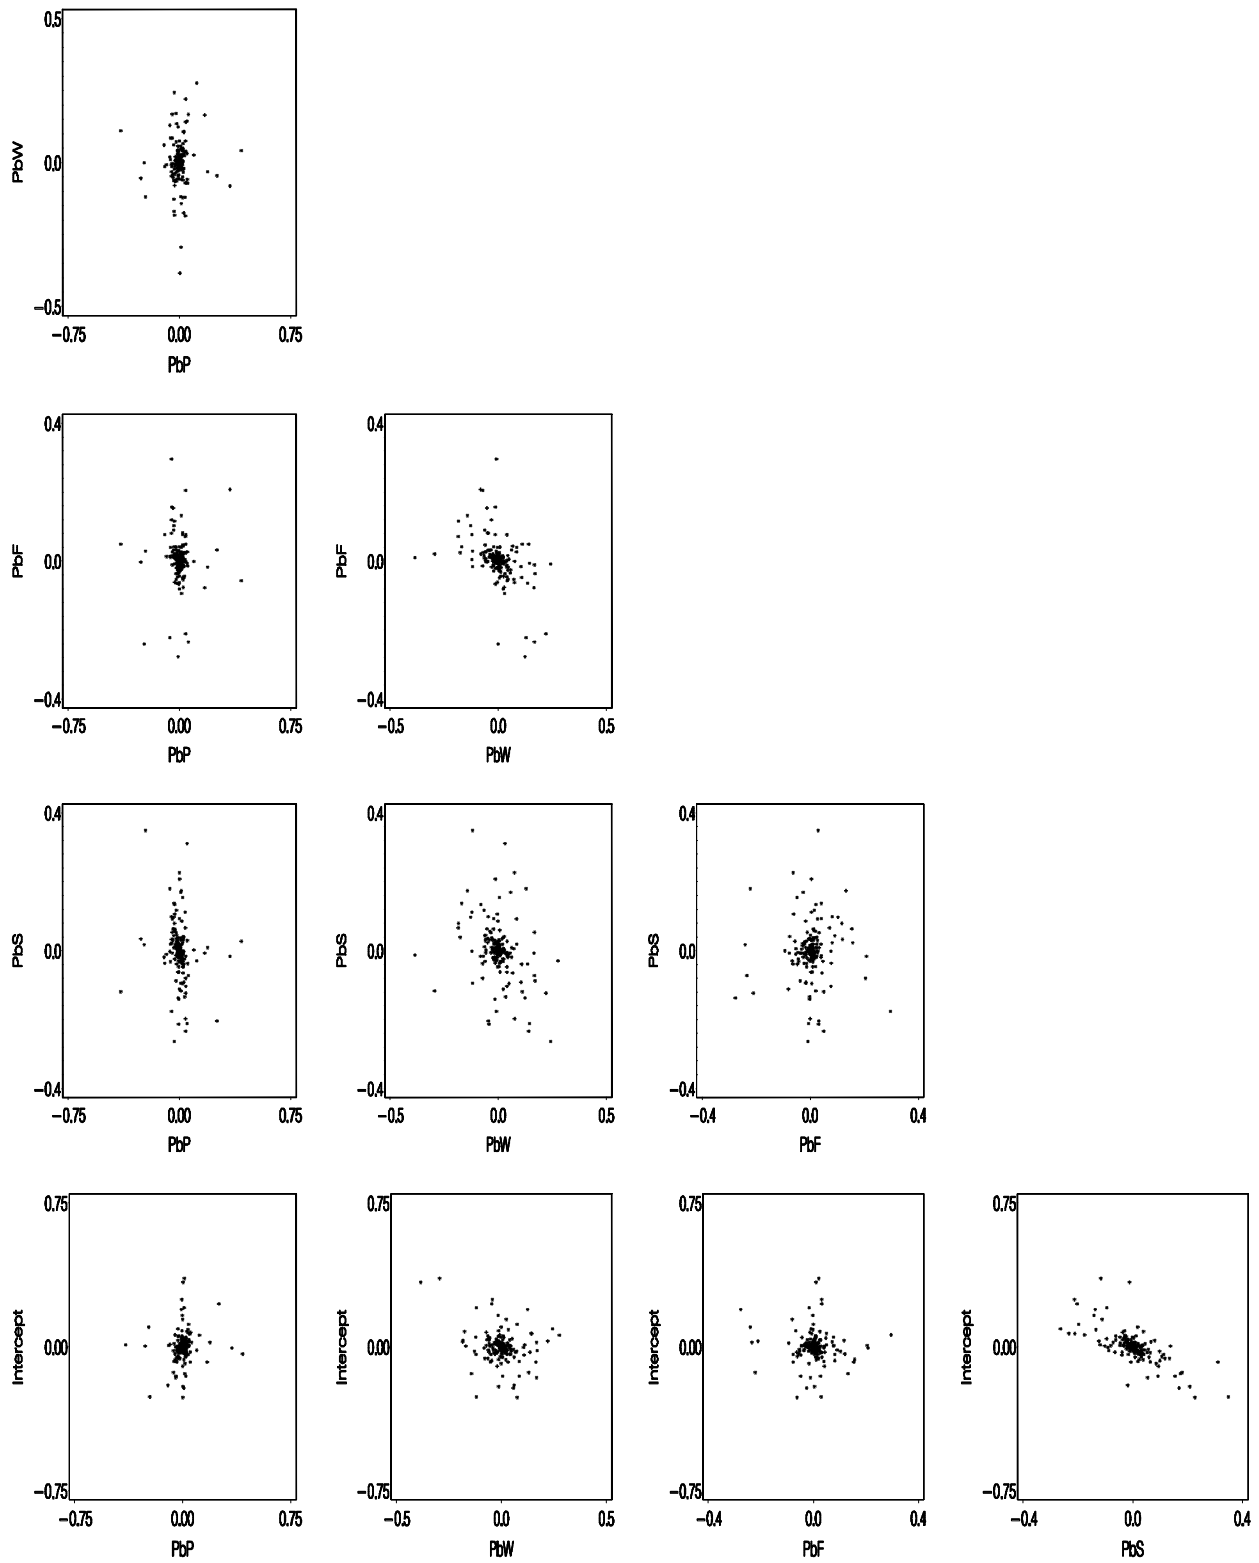 0.5
PbW
0.0
−0.5
−0.75 0.00 0.75
PbP
0.4 0.4
PbF 0.0 PbF 0.0
−0.4 −0.4
−0.75 0.00 0.75 −0.5 0.0 0.5
PbP PbW
0.4 0.4 0.4
PbS 0.0 PbS 0.0 PbS 0.0
−0.4 −0.4 −0.4
−0.75 0.00 0.75 −0.5 0.0 0.5 −0.4 0.0 0.4
PbP PbW PbF
0.75 0.75 0.75 0.75
Intercept 0.00 Intercept 0.00 Intercept 0.00 Intercept 0.00
−0.75 −0.75 −0.75 −0.75
−0.75 0.00 0.75 −0.5 0.0 0.5 −0.4 0.0 0.4 −0.4 0.0 0.4
PbP PbW PbF PbS